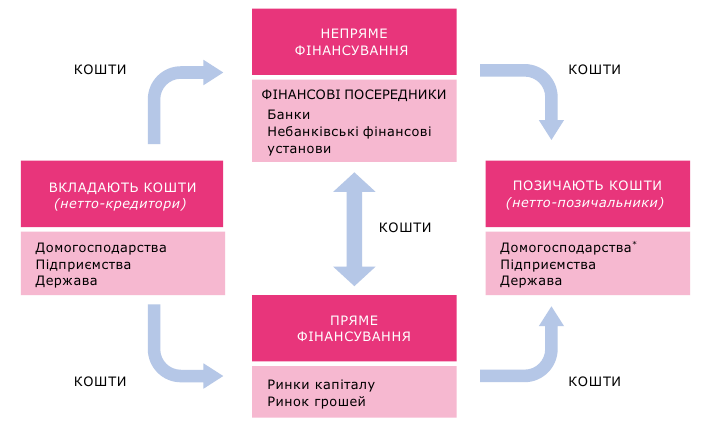 НЕПРЯМЕ
ФІНАНСУВАННЯ
КОШТИ
КОШТИ
ФІНАНСОВІ ПОСЕРЕДНИКИ
Банки
Небанківські фінансові
установи
ВКЛАДАЮТЬ КОШТИ
(нетто-кредитори)
Домогосподарства
Підприємства
Держава
КОШТИ
ПОЗИЧАЮТЬ КОШТИ
(нетто-позичальники)
Домогосподарства*
Підприємства
Держава
ПРЯМЕ
ФІНАНСУВАННЯ
КОШТИ
Ринки капіталу
Ринок грошей
КОШТИ